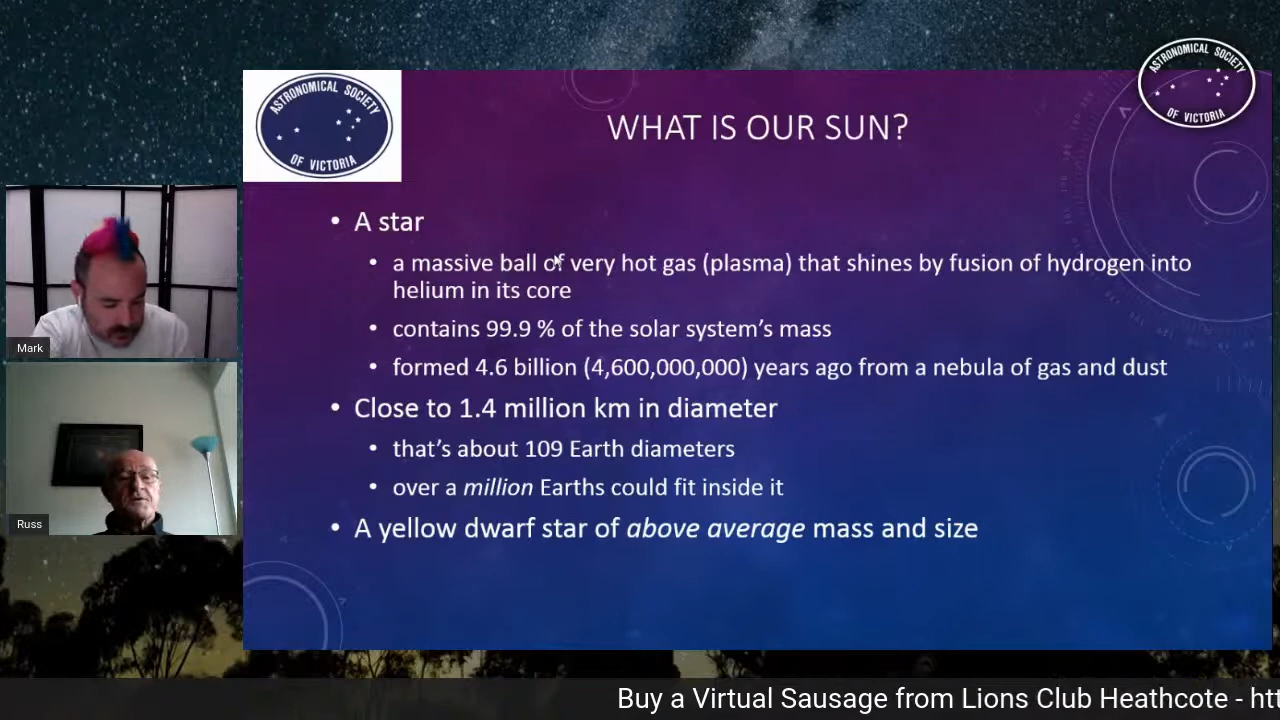 ASTRONOMICAL SOCIETY
OF VICTORIA
WHAT IS OUR SUN?
ASTRONOMICAL SOCIETY
OF VICTORIA
• A star
• a massive ball of very hot gas (plasma) that shines by fusion of hydrogen into
helium in its core
• contains 99.9 % of the solar system's mass
• formed 4.6 billion (4,600,000,000) years ago from a nebula of gas and dust
• Close to 1.4 million km in diameter
• that's about 109 Earth diameters
• over a million Earths could fit inside it
• A yellow dwarf star of above average mass and size
Mark
Russ
Buy a Virtual Sausage from Lions Club Heathcote - htt